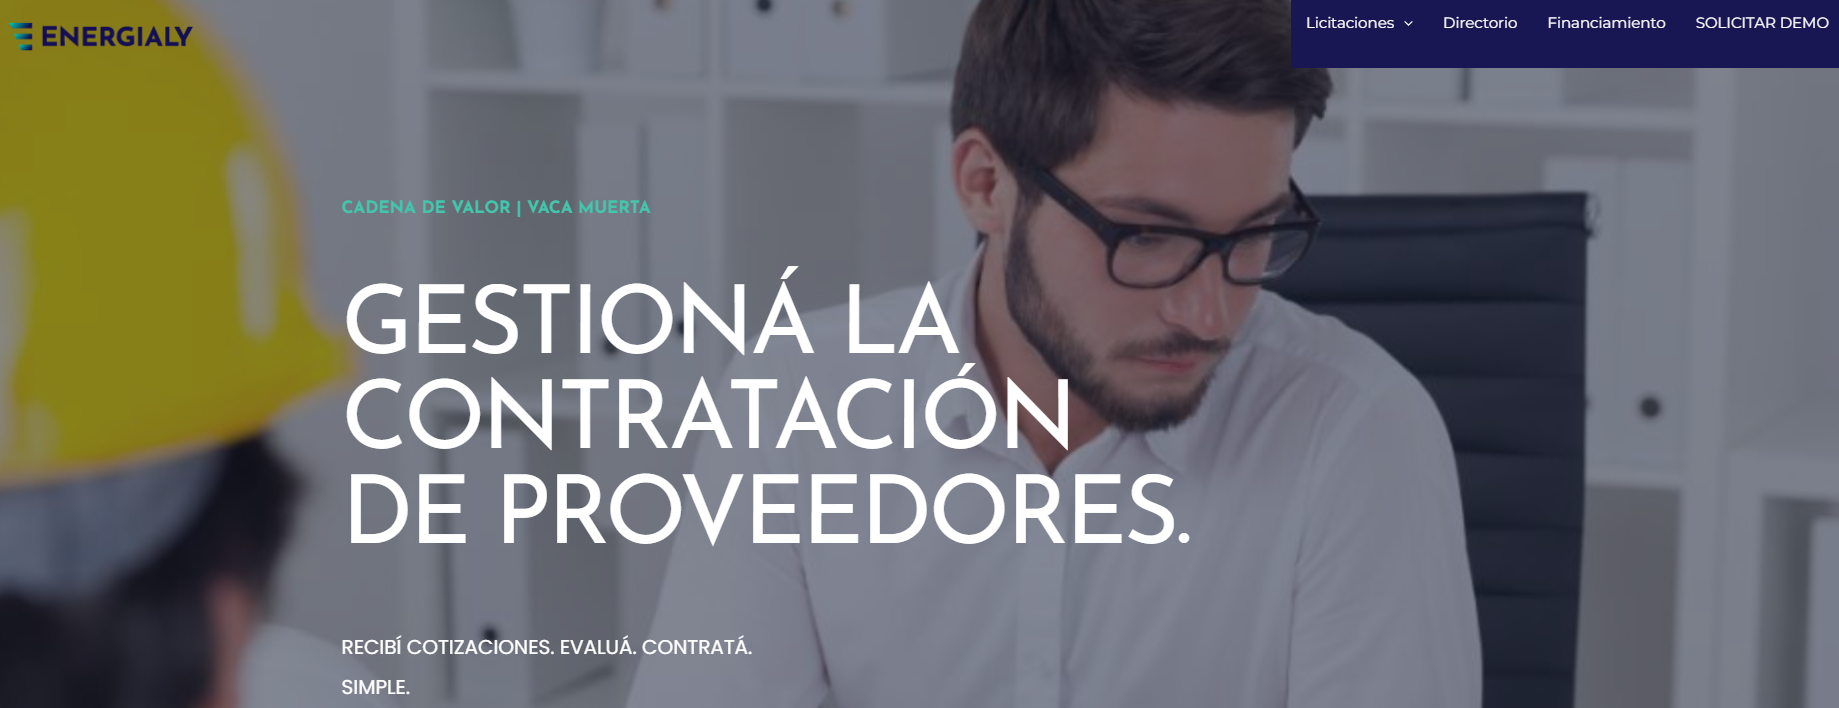 ENERGIALY
Licitaciones Directorio Financiamiento SOLICITAR DEMO
CADENA DE VALOR | VACA MUERTA
GESTIONÁ LA
CONTRATACIÓN
DE PROVEEDORES.
RECIBÍ COTIZACIONES. EVALUÁ. CONTRATÁ.
SIMPLE.